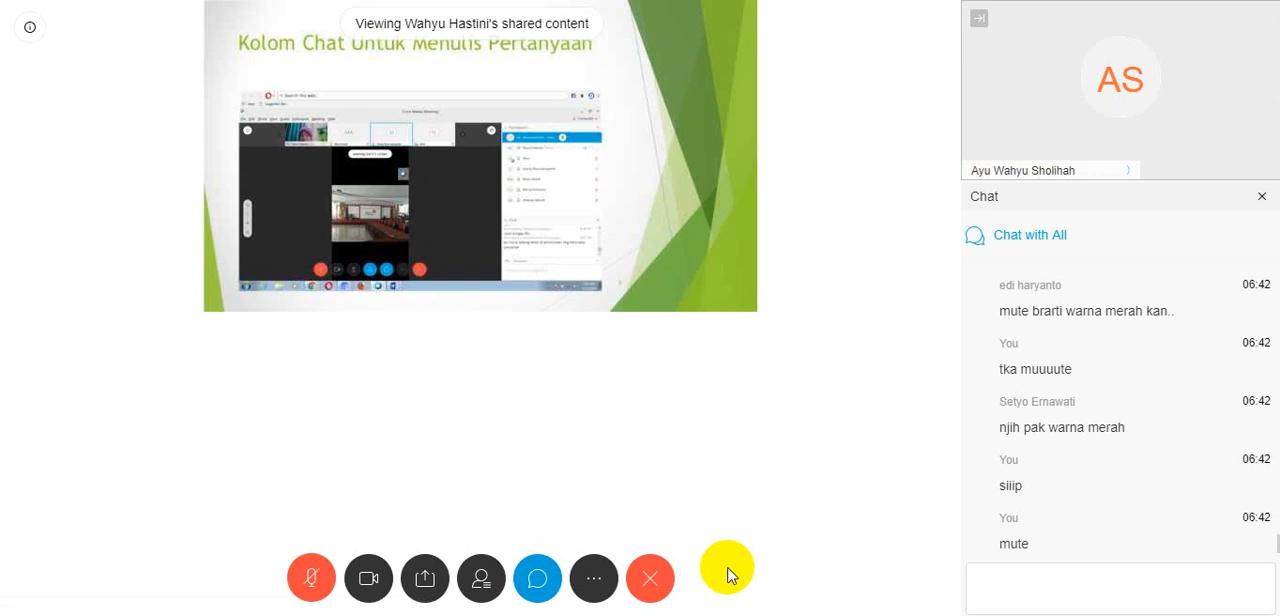 Viewing Wahyu Hastini's shared content
Kolom Chat Untuk Menulis Pertanyaan
AS
Ayu Wahyu Sholihah
Chat
Chat with All
edi haryanto 06:42
mute brarti warna merah kan..
You 06:42
tka muuuute
Setyo Ernawati 06:42
njih pak warna merah
You 06:42
siiip
You 06:42
mute